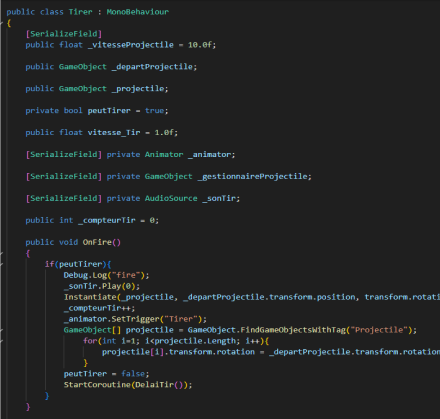 public class Tirer : MonoBehaviour
{
[SerializeField]
public float _vitesseProjectile = 10.0f;
public GameObject _departProjectile;
public GameObject _projectile;
private bool peutTirer = true;
public float vitesse_Tir = 1.0f;
[SerializeField] private Animator _animator;
[SerializeField] private GameObject _gestionnaireProjectile;
[SerializeField] private AudioSource _sonTir;
public int _compteurTir = 0;
public void OnFire()
{
if(peutTirer){
Debug.Log("fire");
_sonTir.Play(0);
Instantiate(_projectile, _departProjectile.transform.position, transform.rotati
_compteurTir++;
_animator.SetTrigger("Tirer");
GameObject[] projectile = GameObject.FindGameObjectsWithTag("Projectile");
for(int i=1; i<projectile.Length; i++){
projectile[i].transform.rotation = _departProjectile.transform.rotation
}
peutTirer = false;
StartCoroutine(DelaiTir());
}
}